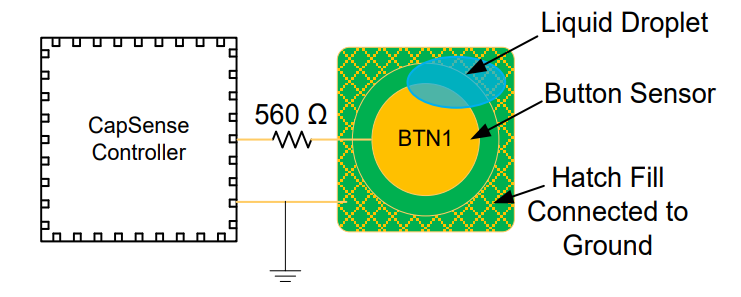 Liquid Droplet
Button Sensor
560 Ω
CapSense
Controller
BTN1
Hatch Fill
Connected to
Ground